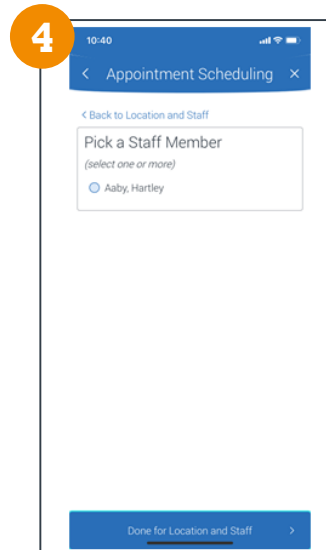 4
10:40
< Appointment Scheduling ×
< Back to Location and Staff
Pick a Staff Member
(select one or more)
Aaby, Hartley
Done for Location and Staff >